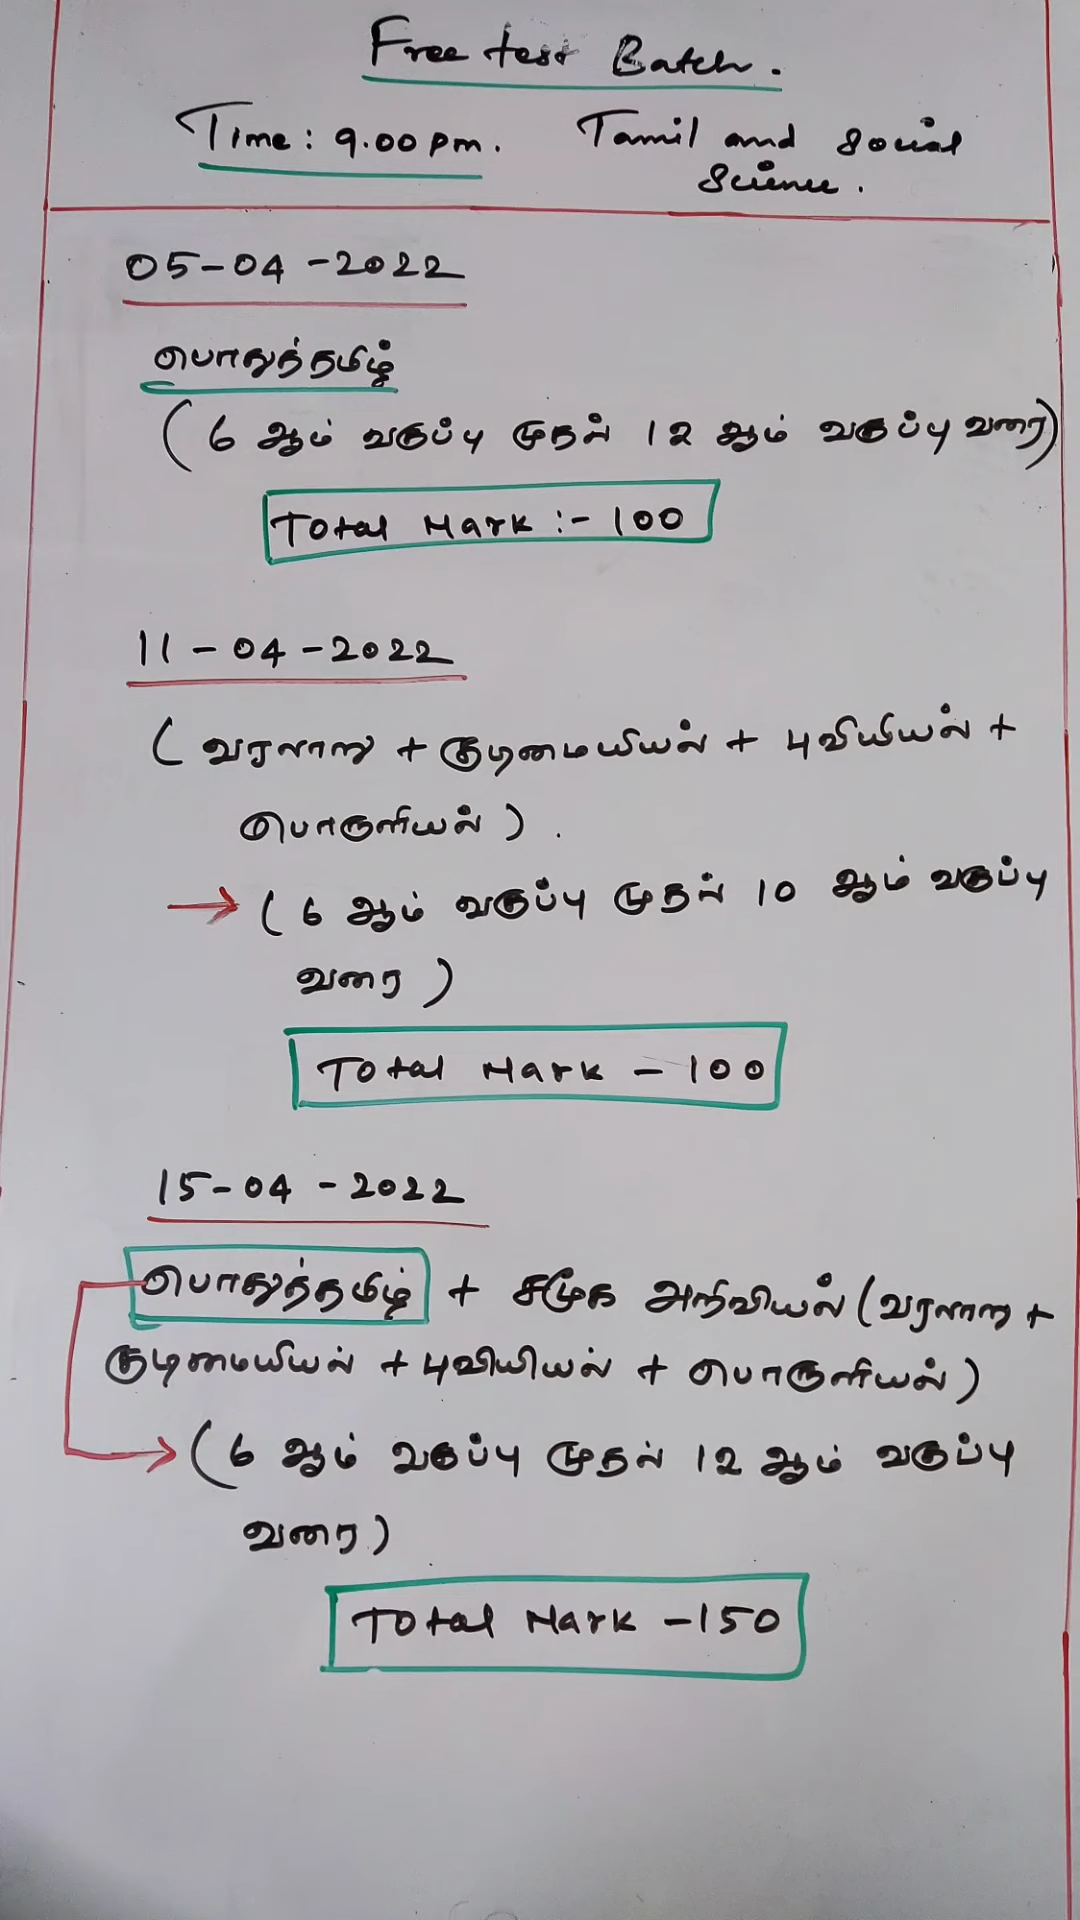 Free test Batch.
Time: 9.00 pm. Tamil and Social
Science.
05-04-2022
பொதுத்தமிழ்
(6 ஆம் வகுப்பு முதல் 12 ஆம் வகுப்பு வரை)
Total Mark :- 100
11-04-2022
(வரலாறு + குடிமையியல் + புவியியல் +
பொருளியல்).
→ (6 ஆம் வகுப்பு முதல் 10 ஆம் வகுப்பு
வரை)
Total Mark - 100
15-04-2022
பொதுத்தமிழ் + சமூக அறிவியல் (வரலாறு +
குடிமையியல் + புவியியல் + பொருளியல்)
→ (6 ஆம் வகுப்பு முதல் 12 ஆம் வகுப்பு
வரை)
Total Mark - 150